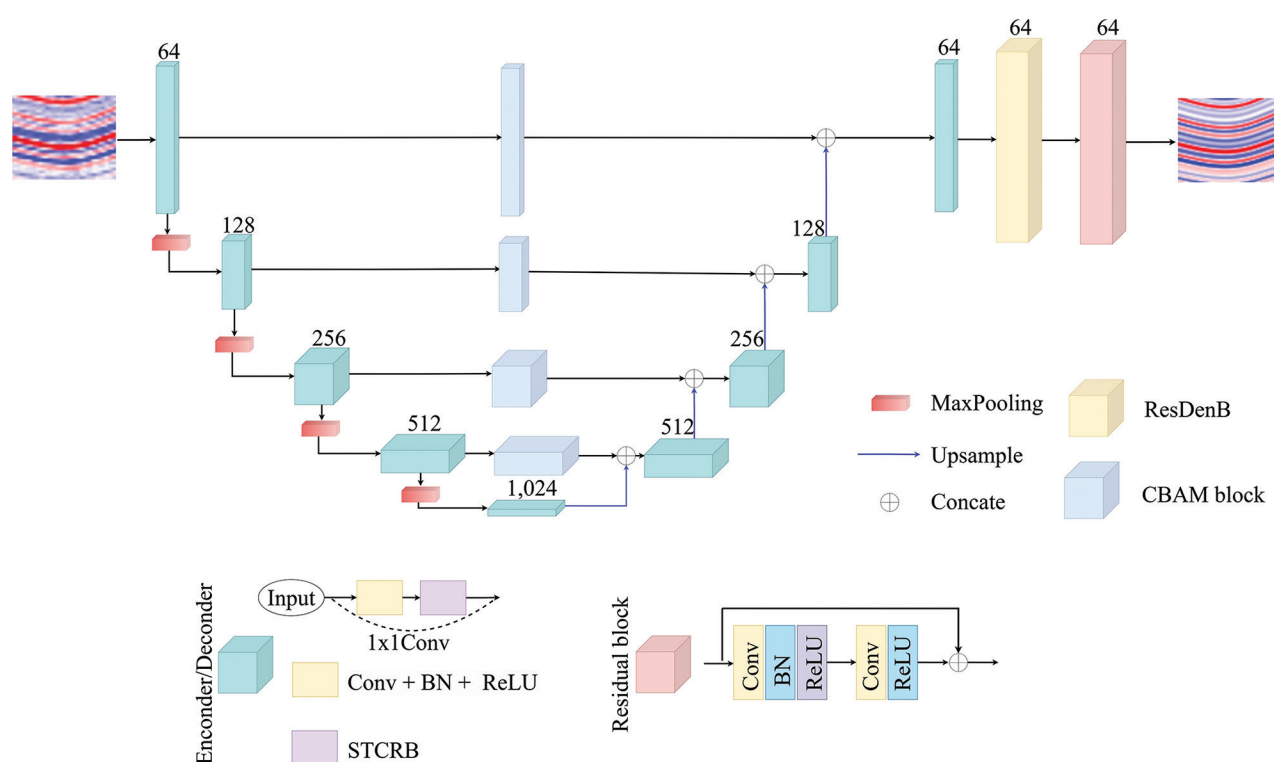 64
64
64
64
128
128
256
256
512
512
1,024
MaxPooling
ResDenB
Upsample
Concate
CBAM block
Enconder/Deconder
Input
1x1Conv
Conv + BN + ReLU
STCRB
Residual block
Conv
BN
ReLU
Conv
ReLU